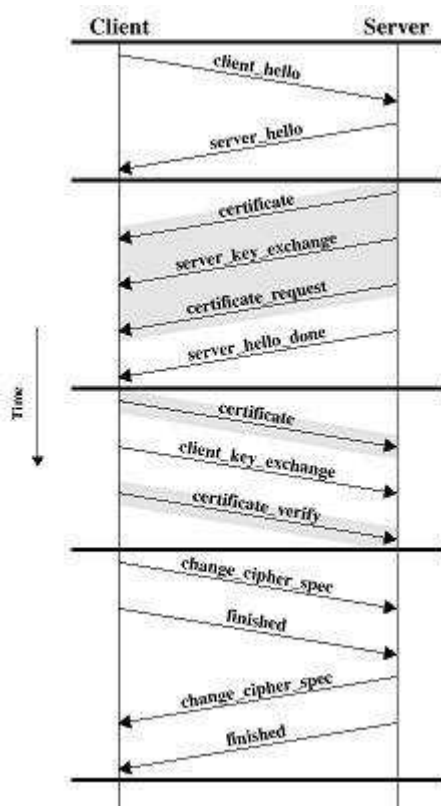 Client Server
client_hello
server_hello
certificate
server_key_exchange
certificate_request
server_hello_done
Time
certificate
client_key_exchange
certificate_verify
change_cipher_spec
finished
change_cipher_spec
finished